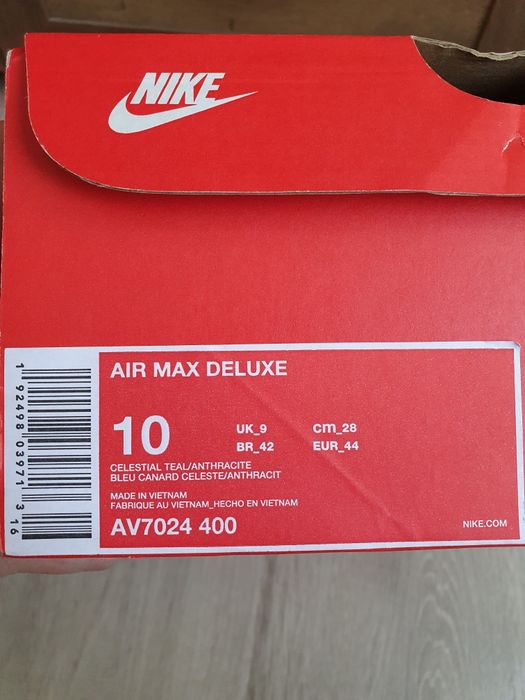 NIKE
AIR MAX DELUXE
10
UK_9
cm_28
BR_42
EUR_44
CELESTIAL TEAL/ANTHRACITE
BLEU CANARD CELESTE/ANTHRACIT
MADE IN VIETNAM
FABRIQUE AU VIETNAM_HECHO EN VIETNAM
AV7024 400
NIKE.COM
1 92498 03971 3 16